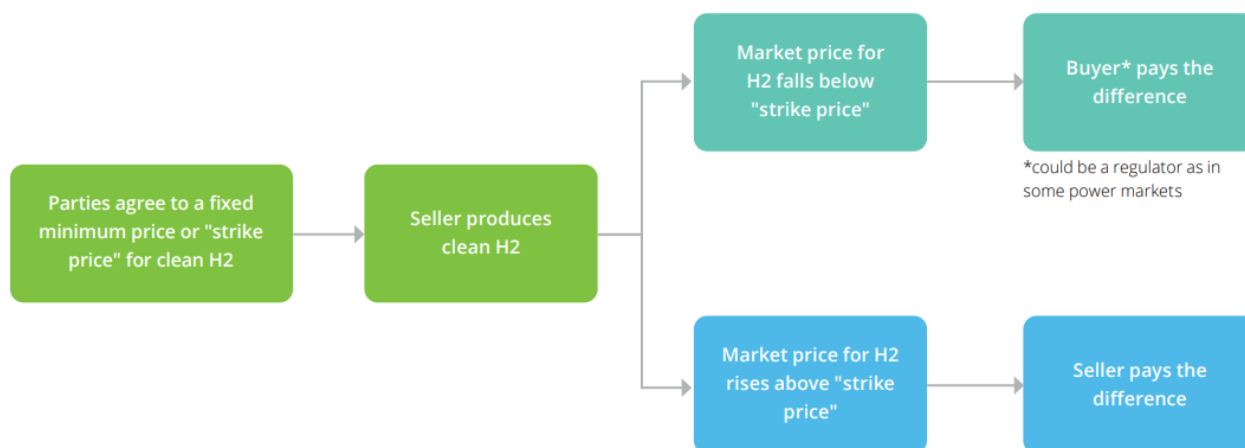 Parties agree to a fixed
minimum price or "strike
price" for clean H2
Seller produces
clean H2
Market price for
H2 falls below
"strike price"
Buyer* pays the
difference
*could be a regulator as in
some power markets
Market price for H2
rises above "strike
price"
Seller pays the
difference